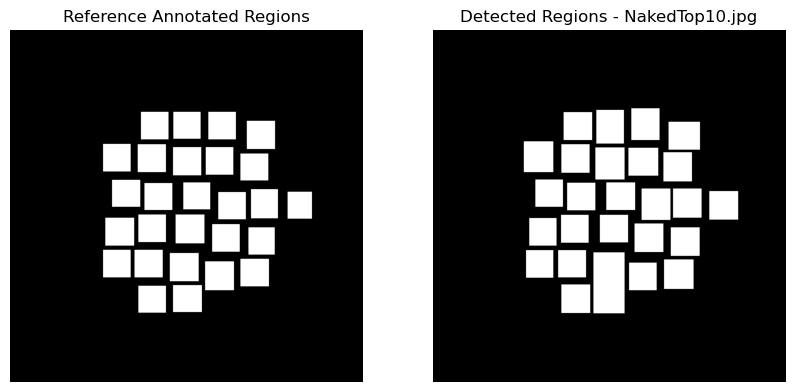 Reference Annotated Regions
Detected Regions - NakedTop10.jpg